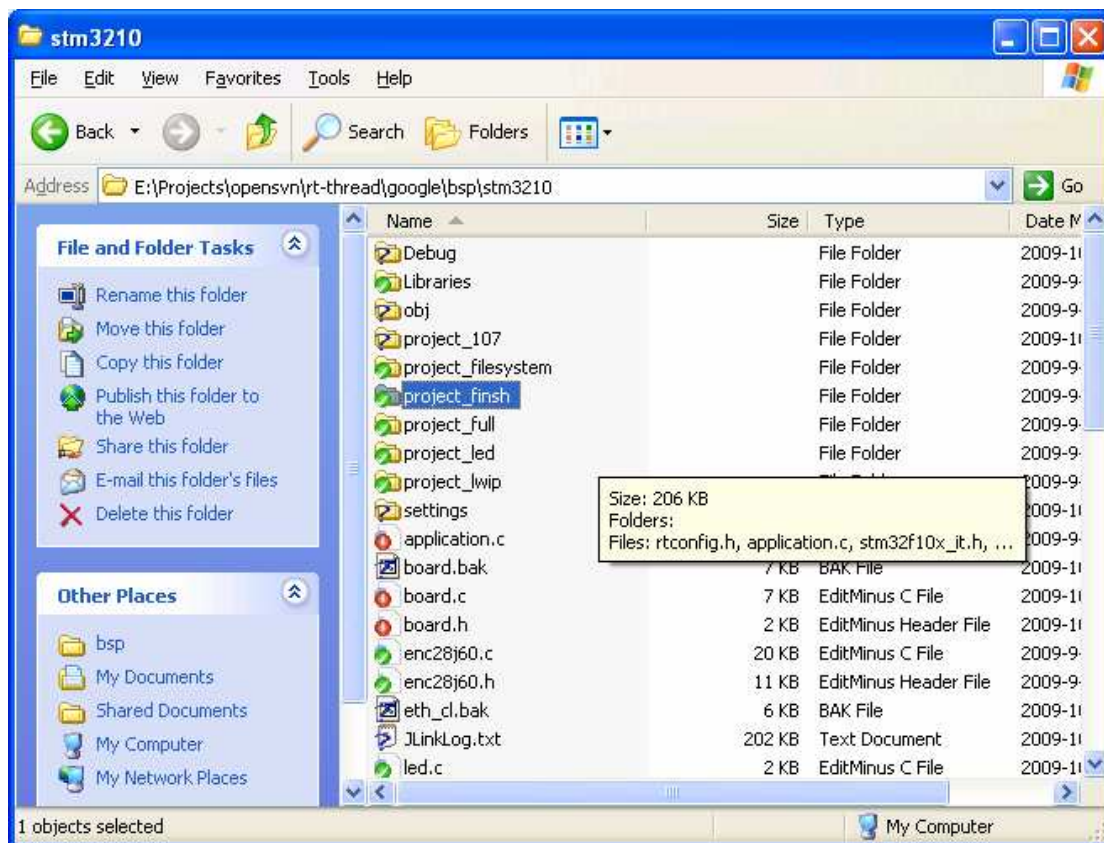 stm3210
File Edit View Favorites Tools Help
Back Search Folders
Address E:\Projects\opensvn\rt-thread\google\bsp\stm3210 Go
File and Folder Tasks
Rename this folder
Move this folder
Copy this folder
Publish this folder to
the Web
Share this folder
E-mail this folder's files
Delete this folder
Other Places
bsp
My Documents
Shared Documents
My Computer
My Network Places
Name Size Type Date M
Debug File Folder 2009-1
Libraries File Folder 2009-9-
obj File Folder 2009-9-
project_107 File Folder 2009-1
project_filesystem File Folder 2009-9-
project_finsh File Folder 2009-9-
project_full File Folder 2009-9-
project_led File Folder 2009-9-
project_lwip 2009-9-
settings 2009-1
application.c 2009-9-
board.bak 7 KB BAK File 2009-1
board.c 7 KB EditMinus C File 2009-1
board.h 2 KB EditMinus Header File 2009-1
enc28j60.c 20 KB EditMinus C File 2009-9-
enc28j60.h 11 KB EditMinus Header File 2009-9-
eth_cl.bak 6 KB BAK File 2009-1
JLinkLog.txt 202 KB Text Document 2009-1
led.c 2 KB EditMinus C File 2009-1
Size: 206 KB
Folders:
Files: rtconfig.h, application.c, stm32f10x_it.h, ...
1 objects selected My Computer